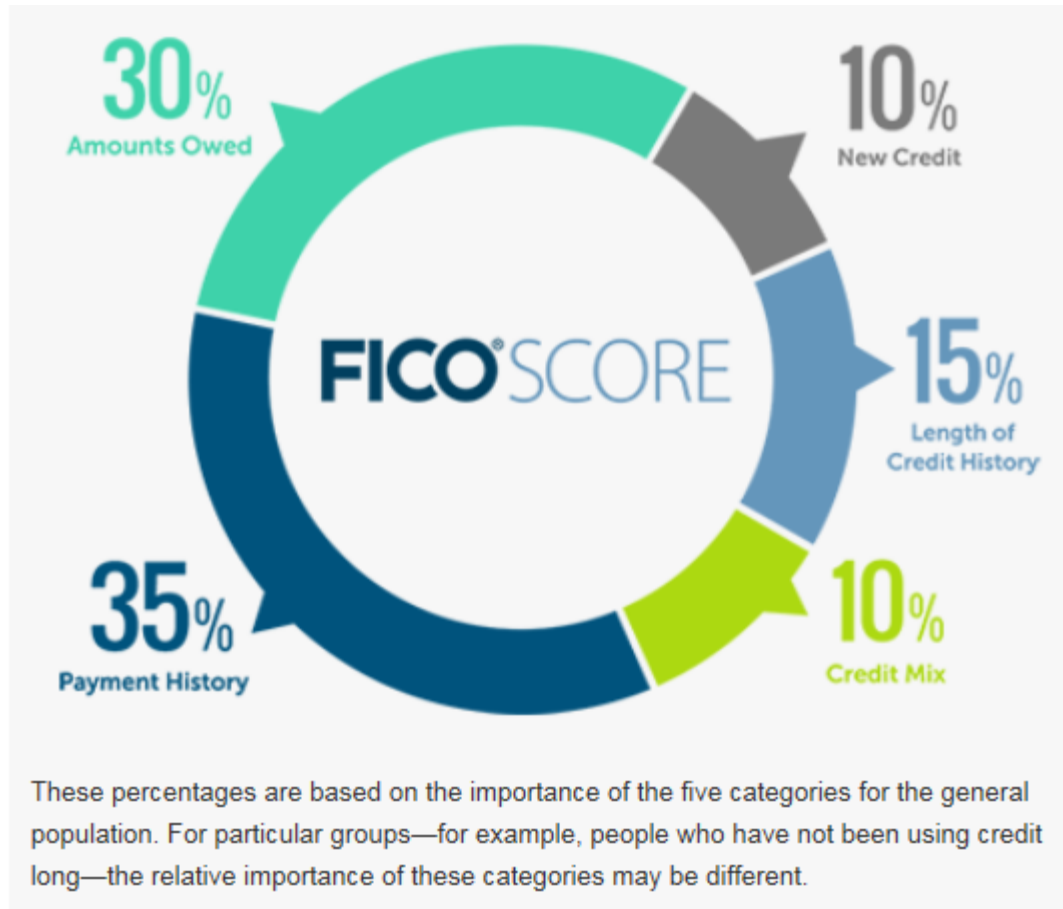 30%
Amounts Owed
10%
New Credit
FICO® SCORE
15%
Length of
Credit History
35%
Payment History
10%
Credit Mix
These percentages are based on the importance of the five categories for the general
population. For particular groups—for example, people who have not been using credit
long—the relative importance of these categories may be different.